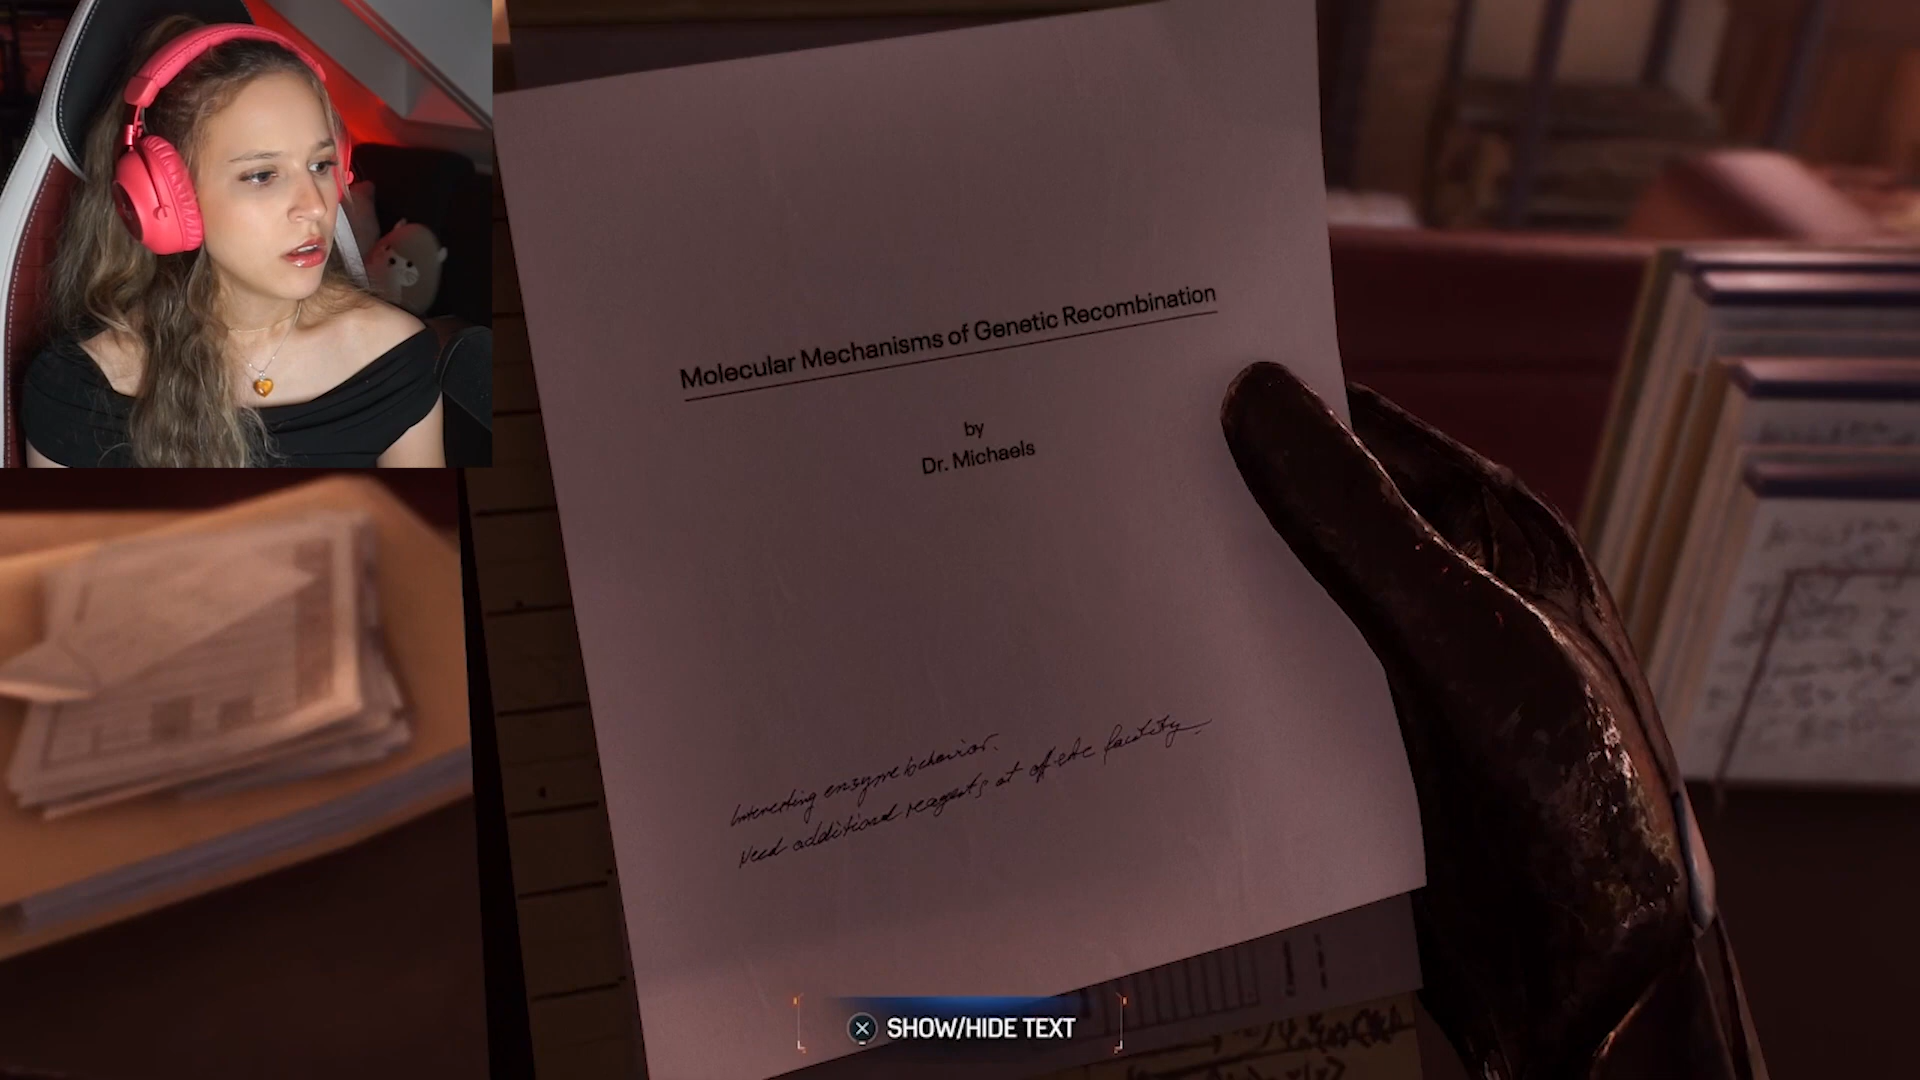 Molecular Mechanisms of Genetic Recombination
by
Dr. Michaels
Interesting enzyme behavior.
Need additional reagents at off-site facility.
SHOW/HIDE TEXT